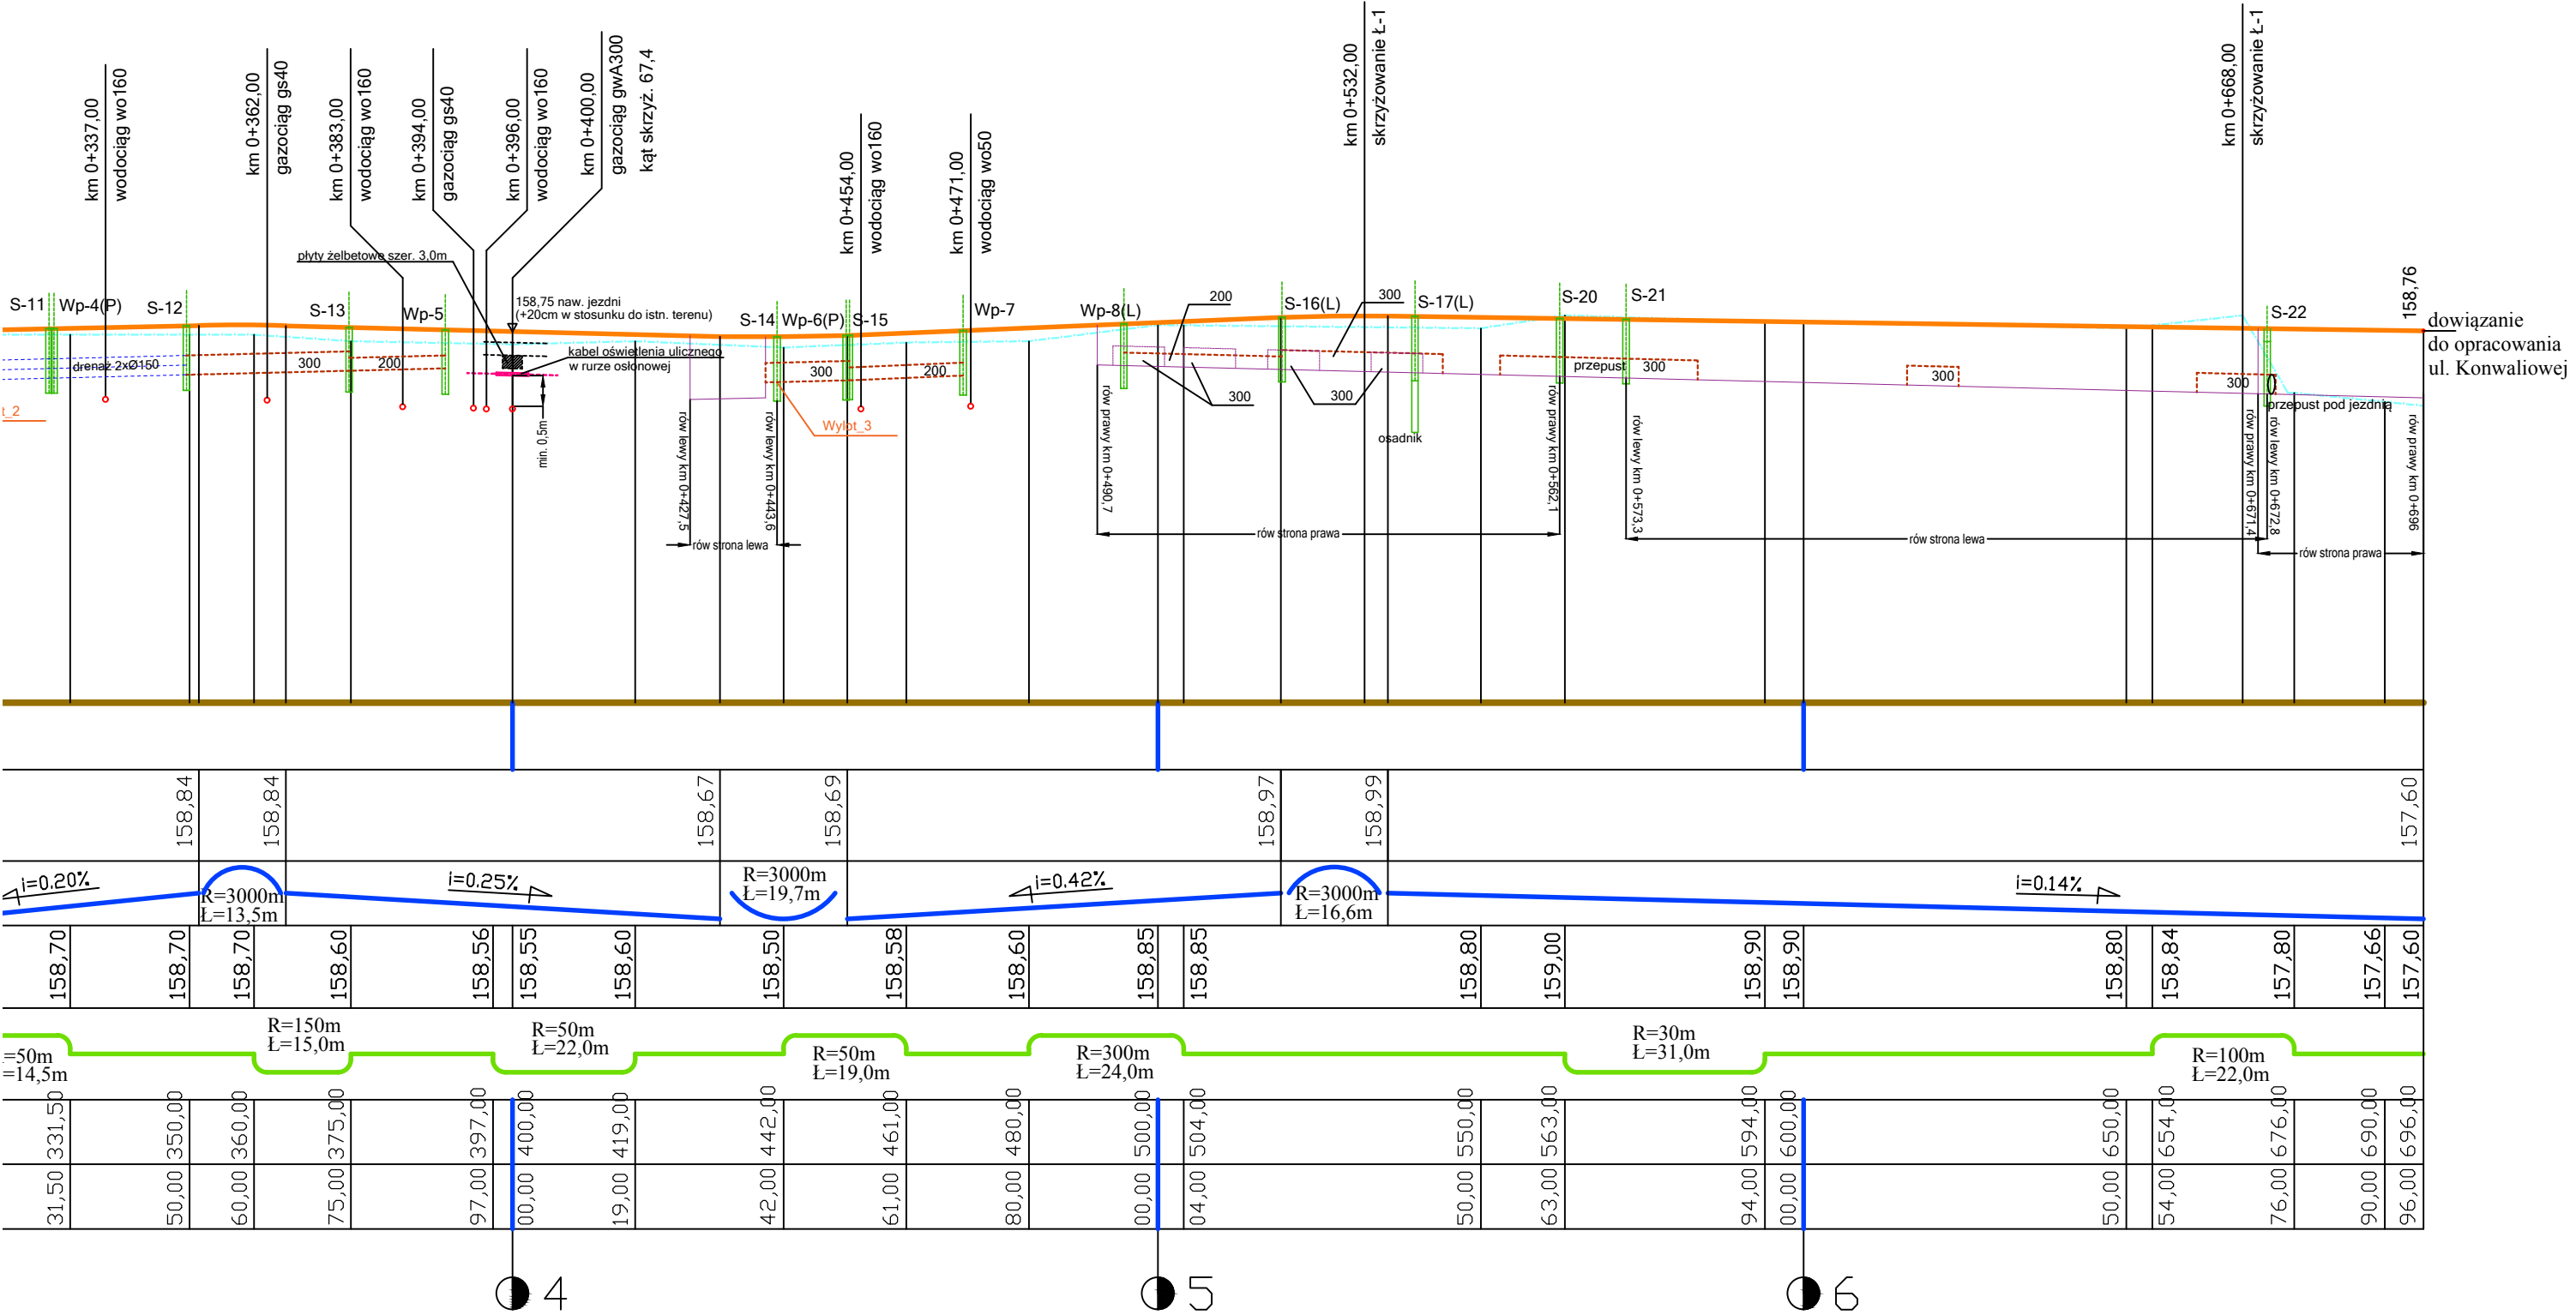 km 0+337,00
wodociąg wo160
km 0+362,00
gazociąg gs40
km 0+383,00
wodociąg wo160
km 0+394,00
gazociąg gs40
km 0+396,00
wodociąg wo160
km 0+400,00
gazociąg gwA300
kąt skrzyż. 67,4
km 0+454,00
wodociąg wo160
km 0+471,00
wodociąg wo50
km 0+532,00
skrzyżowanie Ł-1
km 0+668,00
skrzyżowanie Ł-1
płyty żelbetowe szer. 3,0m
158,75 naw. jezdni
(+20cm w stosunku do istn. terenu)
S-11
Wp-4(P)
S-12
S-13
Wp-5
S-14
Wp-6(P)
S-15
Wp-7
Wp-8(L)
200
S-16(L)
300
S-17(L)
S-20
S-21
S-22
158,76
dowiązanie
do opracowania
ul. Konwaliowej
drenaż 2xØ150
300
200
kabel oświetlenia ulicznego
w rurze osłonowej
300
200
300
300
przepust
300
300
300
przepust pod jezdnią
t_2
Wylot_3
osadnik
min. 0,5m
rów lewy km 0+427,5
rów lewy km 0+443,6
rów prawy km 0+490,7
rów prawy km 0+562,1
rów lewy km 0+573,3
rów prawy km 0+671,4
rów lewy km 0+672,8
rów prawy km 0+696
rów strona lewa
rów strona prawa
rów strona lewa
rów strona prawa
158,84
158,84
158,67
158,69
158,97
158,99
157,60
i=0.20%
R=3000m
Ł=13,5m
i=0.25%
R=3000m
Ł=19,7m
i=0.42%
R=3000m
Ł=16,6m
i=0.14%
158,70
158,70
158,70
158,60
158,56
158,55
158,60
158,50
158,58
158,60
158,85
158,85
158,80
159,00
158,90
158,90
158,80
158,84
157,80
157,66
157,60
=50m
=14,5m
R=150m
Ł=15,0m
R=50m
Ł=22,0m
R=50m
Ł=19,0m
R=300m
Ł=24,0m
R=30m
Ł=31,0m
R=100m
Ł=22,0m
331,50
350,00
360,00
375,00
397,00
400,00
419,00
442,00
461,00
480,00
500,00
504,00
550,00
563,00
594,00
600,00
650,00
654,00
676,00
690,00
696,00
31,50
50,00
60,00
75,00
97,00
00,00
19,00
42,00
61,00
80,00
00,00
04,00
50,00
63,00
94,00
00,00
50,00
54,00
76,00
90,00
96,00
4
5
6